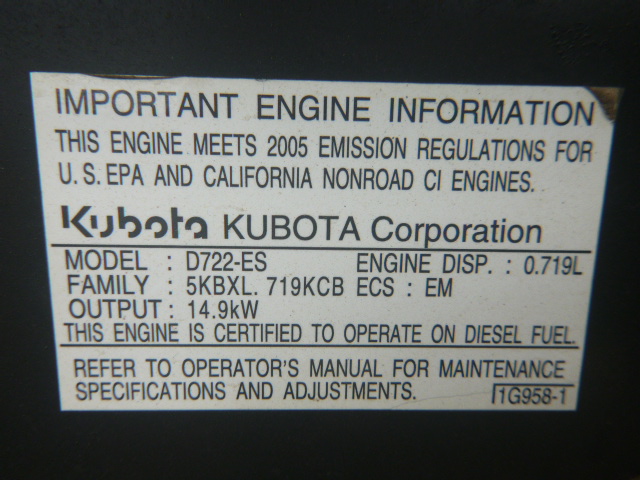 IMPORTANT ENGINE INFORMATION
THIS ENGINE MEETS 2005 EMISSION REGULATIONS FOR
U.S.EPA AND CALIFORNIA NONROAD CI ENGINES.
Kubota KUBOTA Corporation
MODEL : D722-ES ENGINE DISP. : 0.719L
FAMILY : 5KBXL. 719KCB ECS : EM
OUTPUT : 14.9kW
THIS ENGINE IS CERTIFIED TO OPERATE ON DIESEL FUEL.
REFER TO OPERATOR'S MANUAL FOR MAINTENANCE
SPECIFICATIONS AND ADJUSTMENTS. 1G958-1